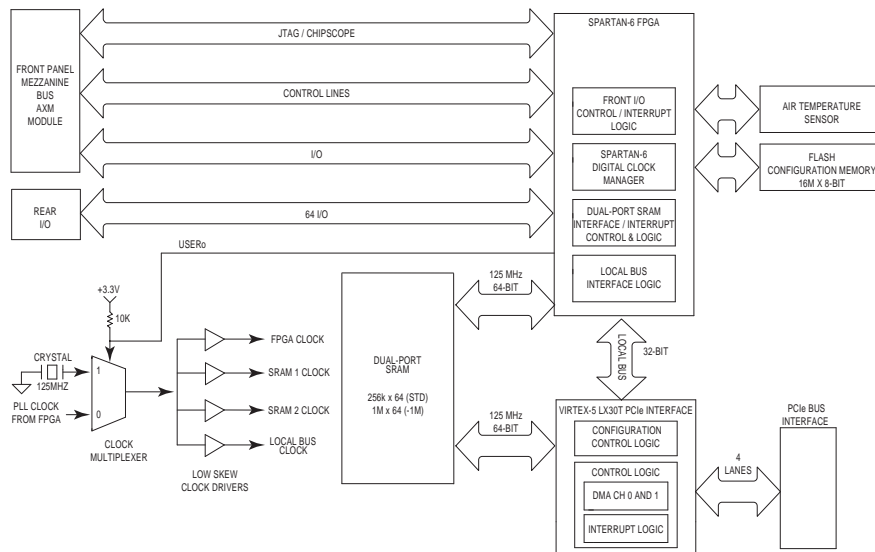 JTAG / CHIPSCOPE
SPARTAN-6 FPGA
FRONT PANEL
MEZZANINE
BUS
AXM
MODULE
CONTROL LINES
FRONT I/O
CONTROL / INTERRUPT
LOGIC
AIR TEMPERATURE
SENSOR
I/O
SPARTAN-6
DIGITAL CLOCK
MANAGER
FLASH
CONFIGURATION MEMORY
16M X 8-BIT
REAR
I/O
64 I/O
DUAL-PORT SRAM
INTERFACE / INTERRUPT
CONTROL & LOGIC
USERo
LOCAL BUS
INTERFACE LOGIC
+3.3V
10K
125 MHz
64-BIT
CRYSTAL
125MHZ
1
0
PLL CLOCK
FROM FPGA
CLOCK
MULTIPLEXER
FPGA CLOCK
SRAM 1 CLOCK
SRAM 2 CLOCK
LOCAL BUS
CLOCK
LOW SKEW
CLOCK DRIVERS
DUAL-PORT
SRAM
256k x 64 (STD)
1M x 64 (-1M)
LOCAL BUS
32-BIT
125 MHz
64-BIT
VIRTEX-5 LX30T PCIe INTERFACE
CONFIGURATION
CONTROL LOGIC
CONTROL LOGIC
DMA CH 0 AND 1
INTERRUPT LOGIC
4
LANES
PCIe BUS
INTERFACE